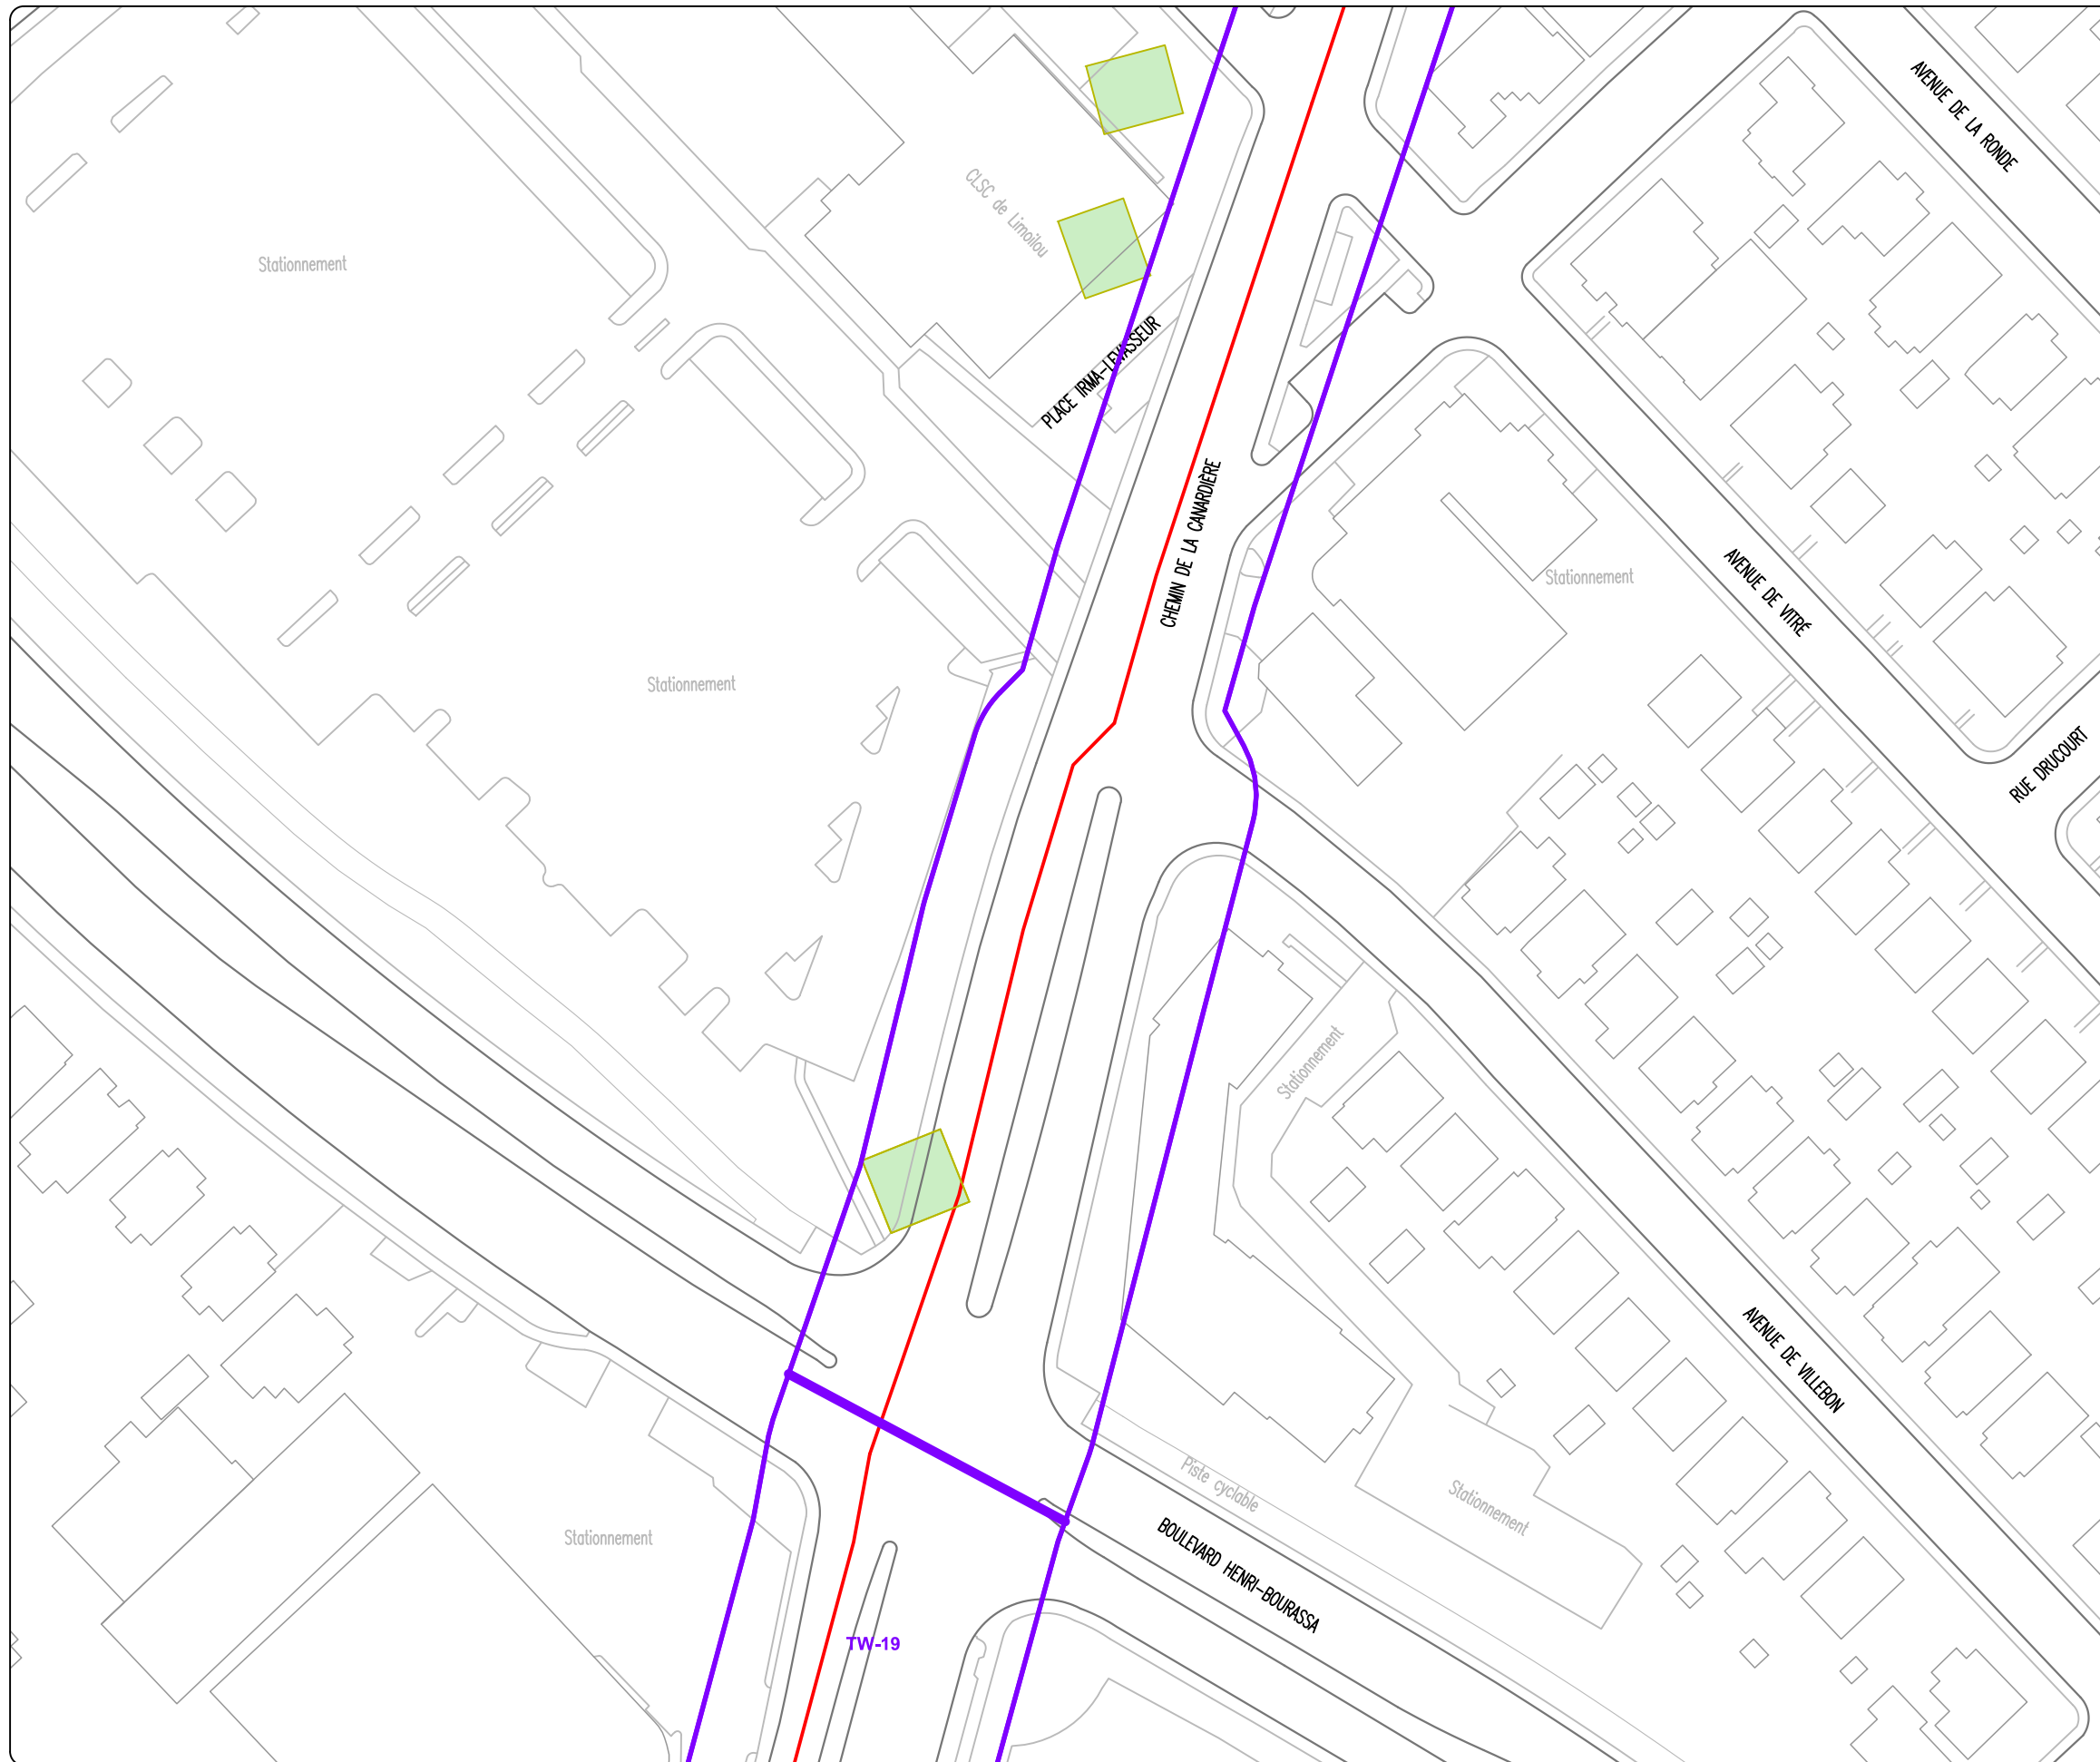 AVENUE DE LA RONDE
CLSC de Limoilou
Stationnement
PLACE IRMA-LEVASSEUR
CHEMIN DE LA CANARDIÈRE
Stationnement
AVENUE DE VITRÉ
Stationnement
RUE DRUCOURT
Stationnement
AVENUE DE VILLEBON
Piste cyclable
Stationnement
Stationnement
BOULEVARD HENRI-BOURASSA
TW-19